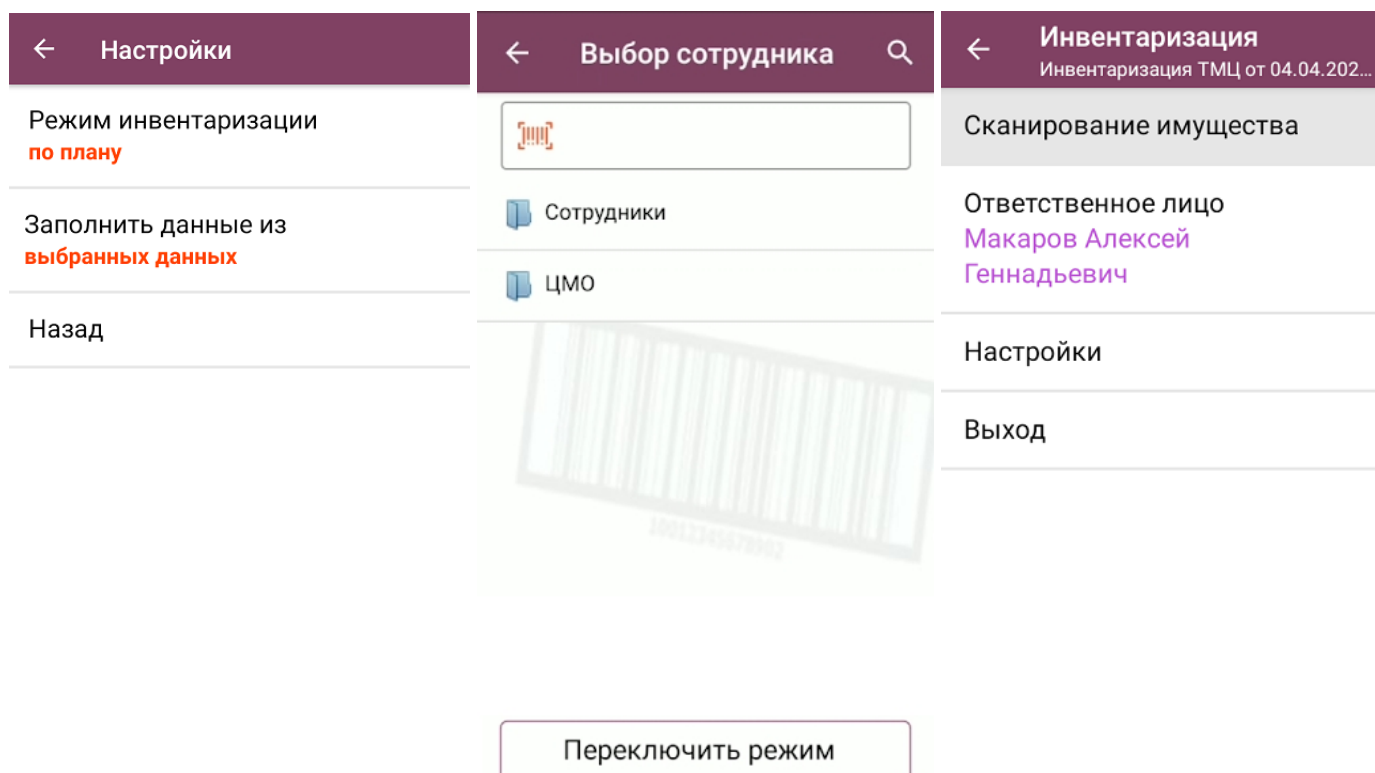 Настройки
Режим инвентаризации
по плану
Заполнить данные из
выбранных данных
Назад
Выбор сотрудника
Сотрудники
ЦМО
10012345678902
Переключить режим
Инвентаризация
Инвентаризация ТМЦ от 04.04.202...
Сканирование имущества
Ответственное лицо
Макаров Алексей
Геннадьевич
Настройки
Выход